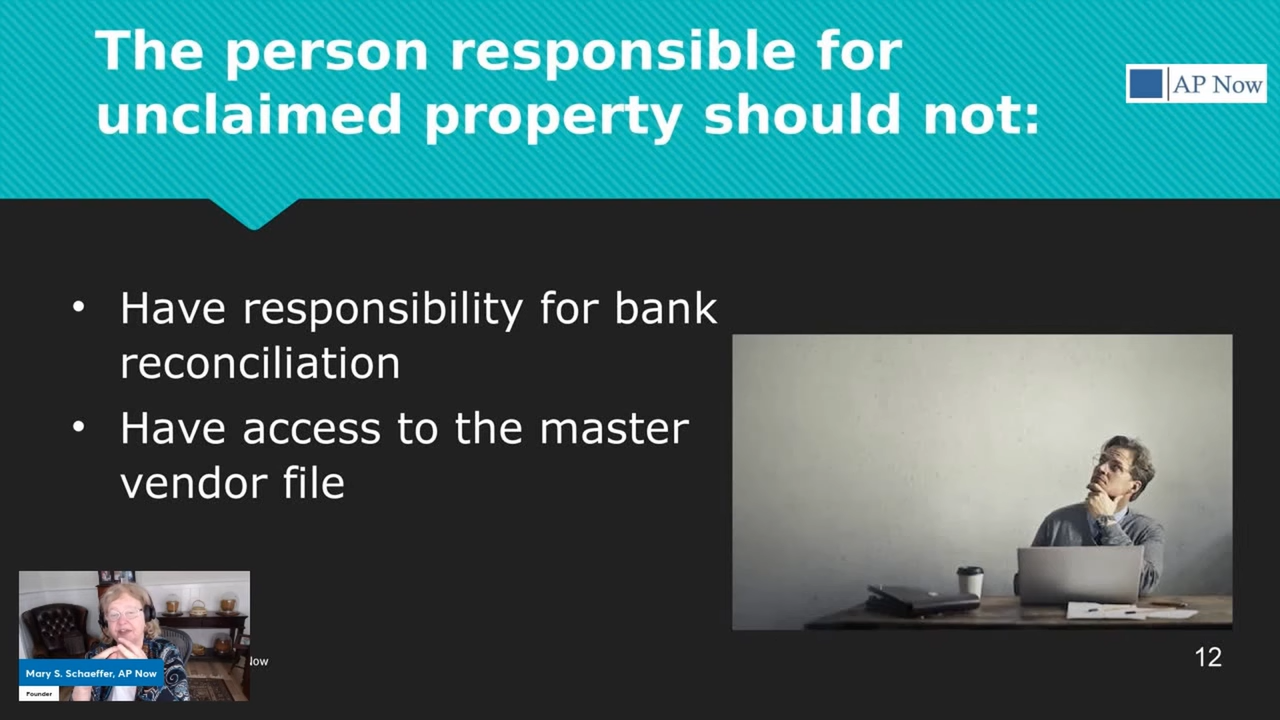 The person responsible for
unclaimed property should not:
AP Now
• Have responsibility for bank
reconciliation
• Have access to the master
vendor file
Mary S. Schaeffer, AP Now
Founder
Now
12